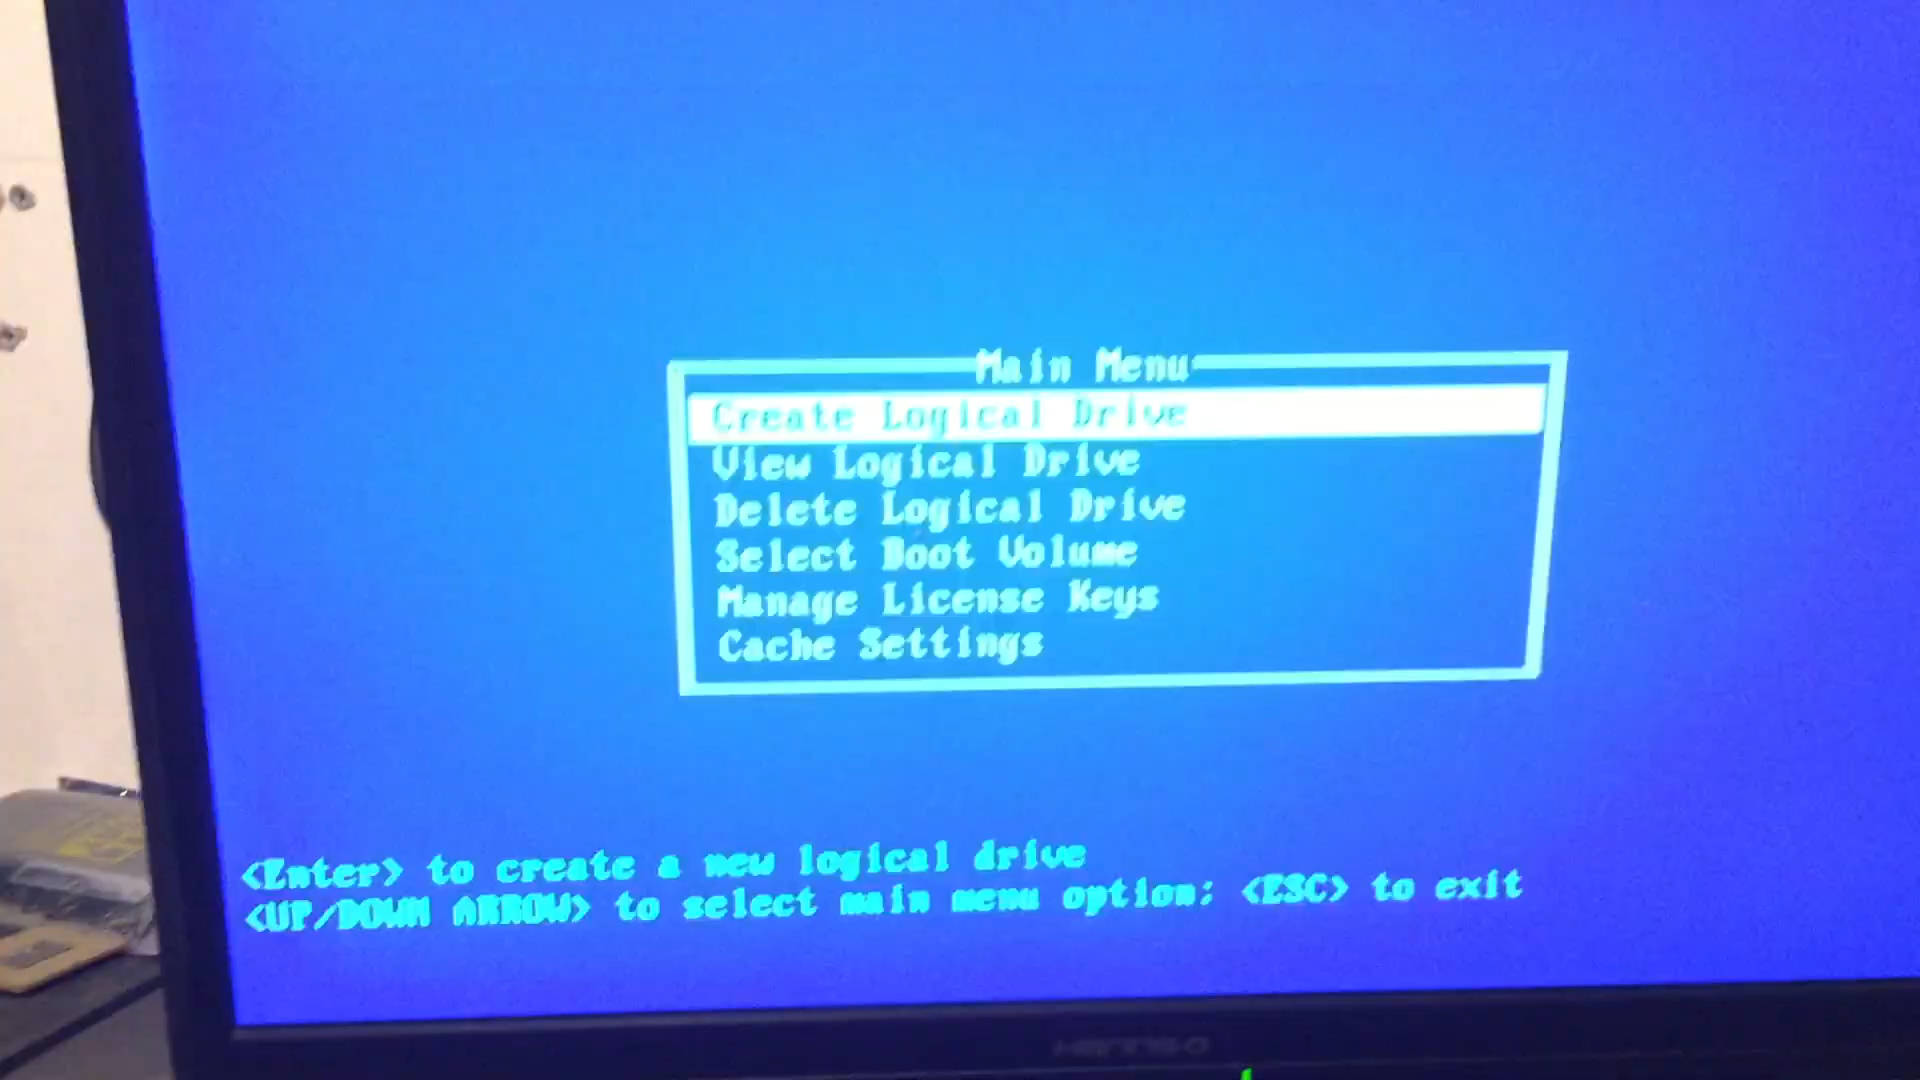 Main Menu
Create Logical Drive
View Logical Drive
Delete Logical Drive
Select Boot Volume
Manage License Keys
Cache Settings
<Enter> to create a new logical drive
<UP/DOWN ARROW> to select main menu option; <ESC> to exit